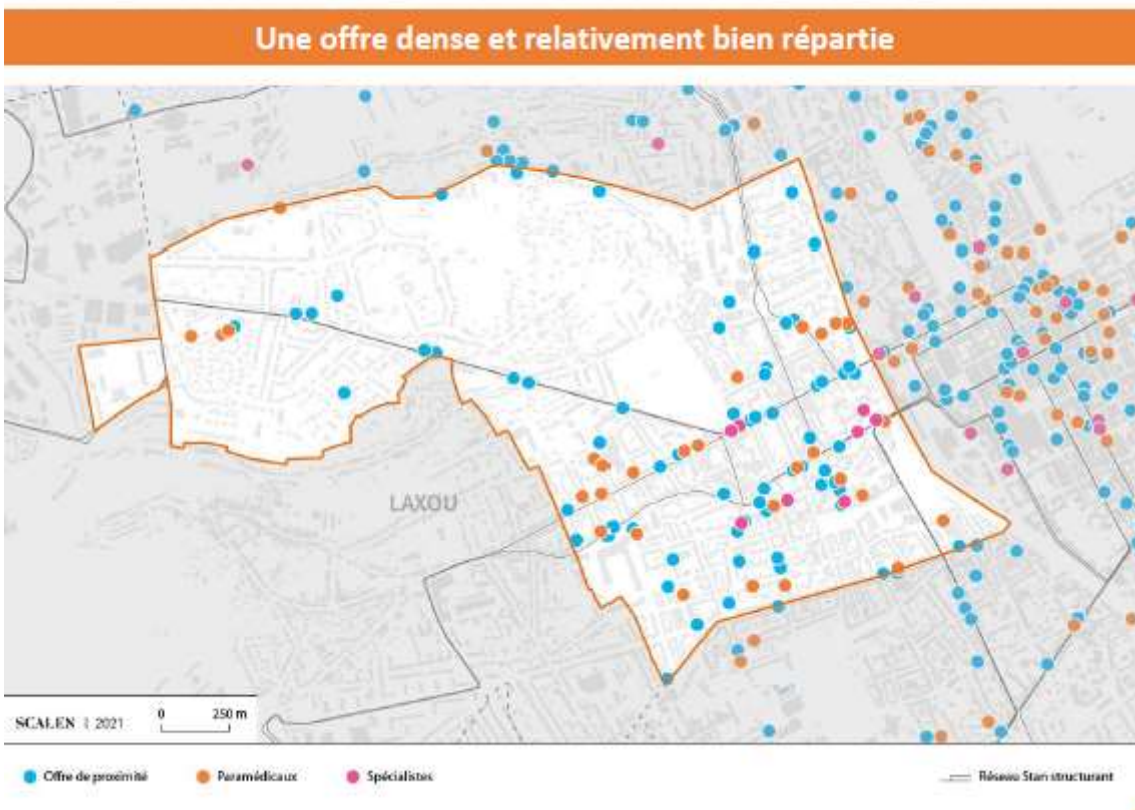 Une offre dense et relativement bien répartie
LAXOU
SCALEN | 2021
0 250 m
Offre de proximité Paramédicaux Spécialistes Réseau Stan structurant